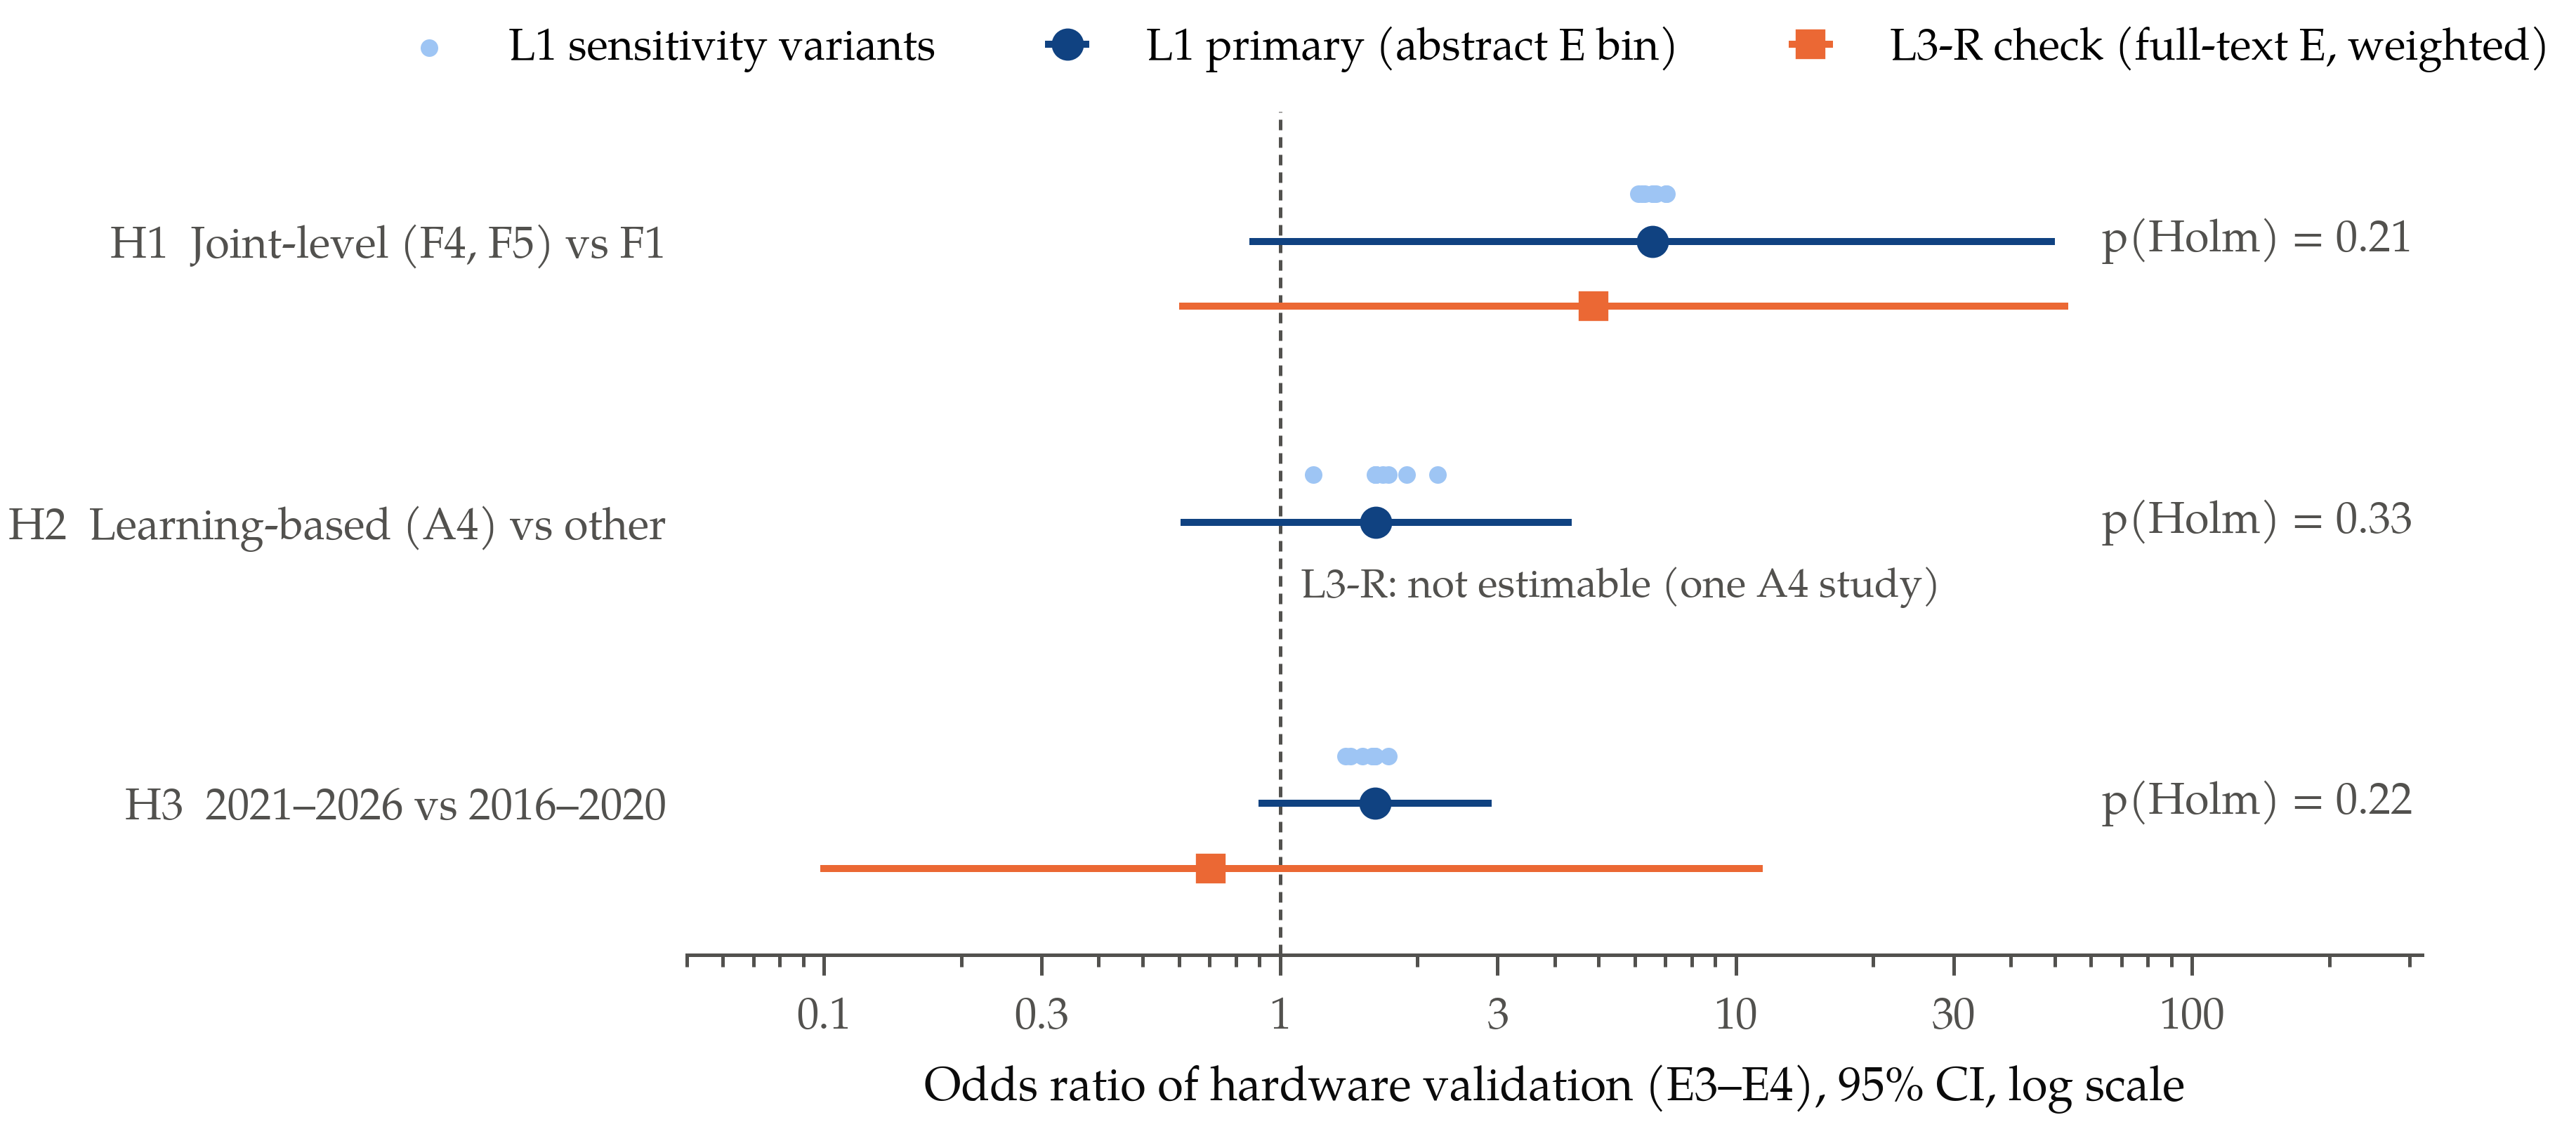 L1 sensitivity variants
L1 primary (abstract E bin)
L3-R check (full-text E, weighted)
H1 Joint-level (F4, F5) vs F1
p(Holm) = 0.21
H2 Learning-based (A4) vs other
p(Holm) = 0.33
L3-R: not estimable (one A4 study)
H3 2021–2026 vs 2016–2020
p(Holm) = 0.22
0.1 0.3 1 3 10 30 100
Odds ratio of hardware validation (E3–E4), 95% CI, log scale